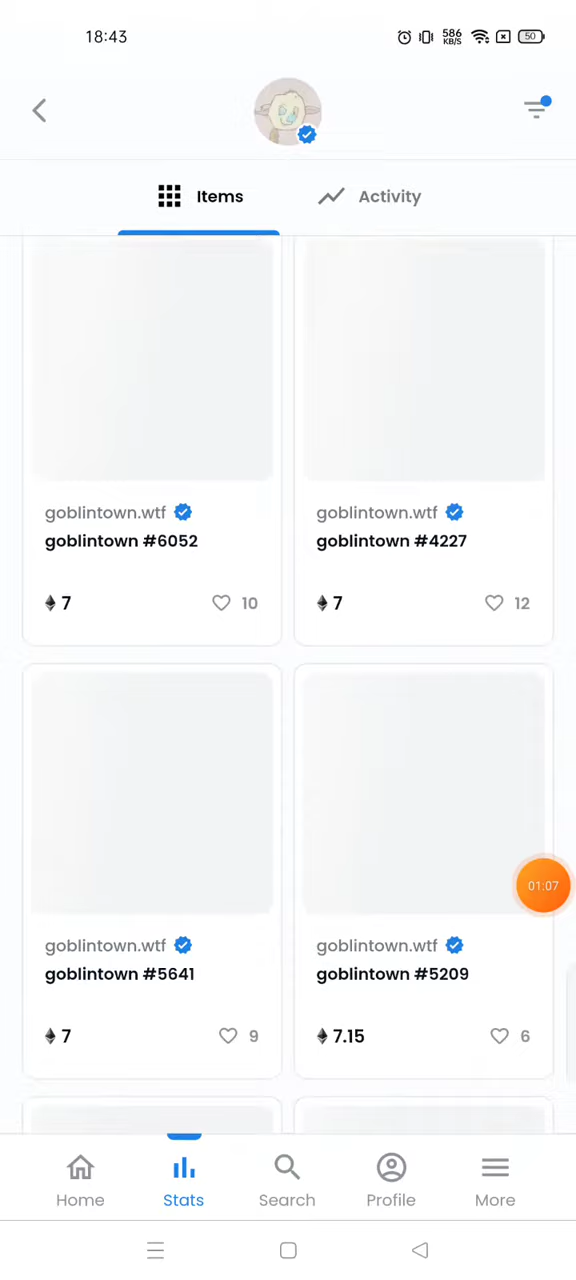 18:43
586
KB/S
50
Items
Activity
goblintown.wtf
goblintown #6052
7
10
goblintown.wtf
goblintown #4227
7
12
goblintown.wtf
goblintown #5641
7
9
goblintown.wtf
goblintown #5209
7.15
6
01:07
Home
Stats
Search
Profile
More